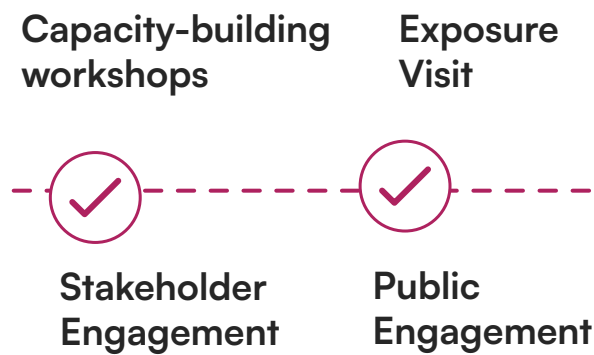 Capacity-building
workshops
Exposure
Visit
Stakeholder
Engagement
Public
Engagement